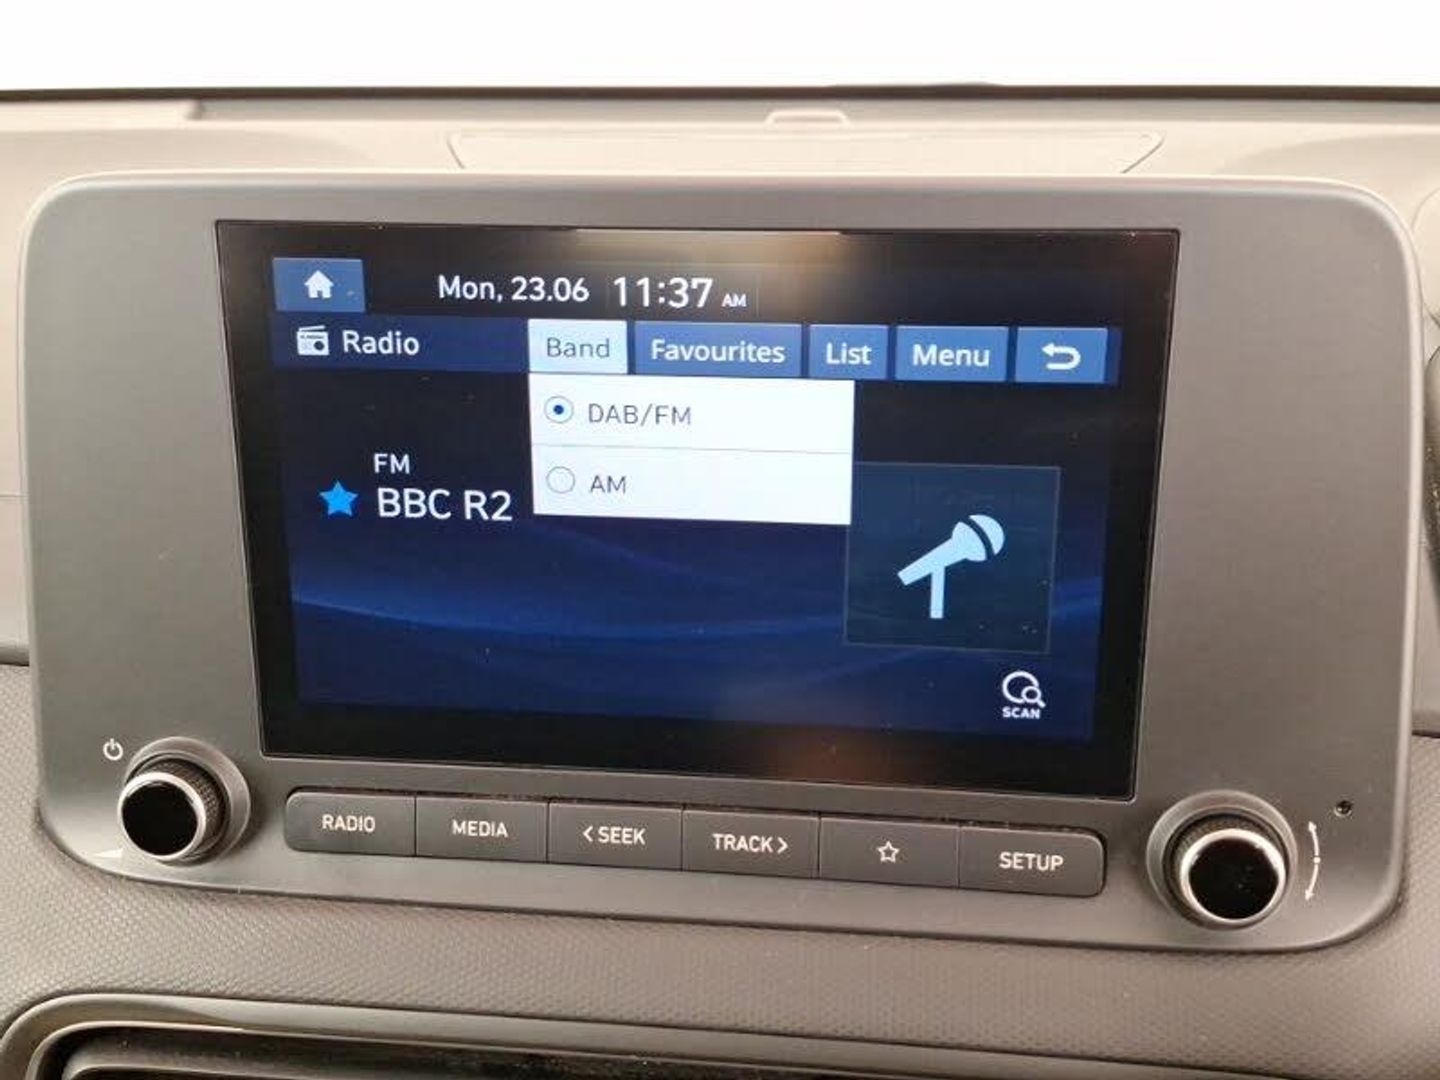 Mon, 23.06 11:37 AM
Radio Band Favourites List Menu
DAB/FM
AM
FM
BBC R2
SCAN
RADIO MEDIA <SEEK TRACK> SETUP